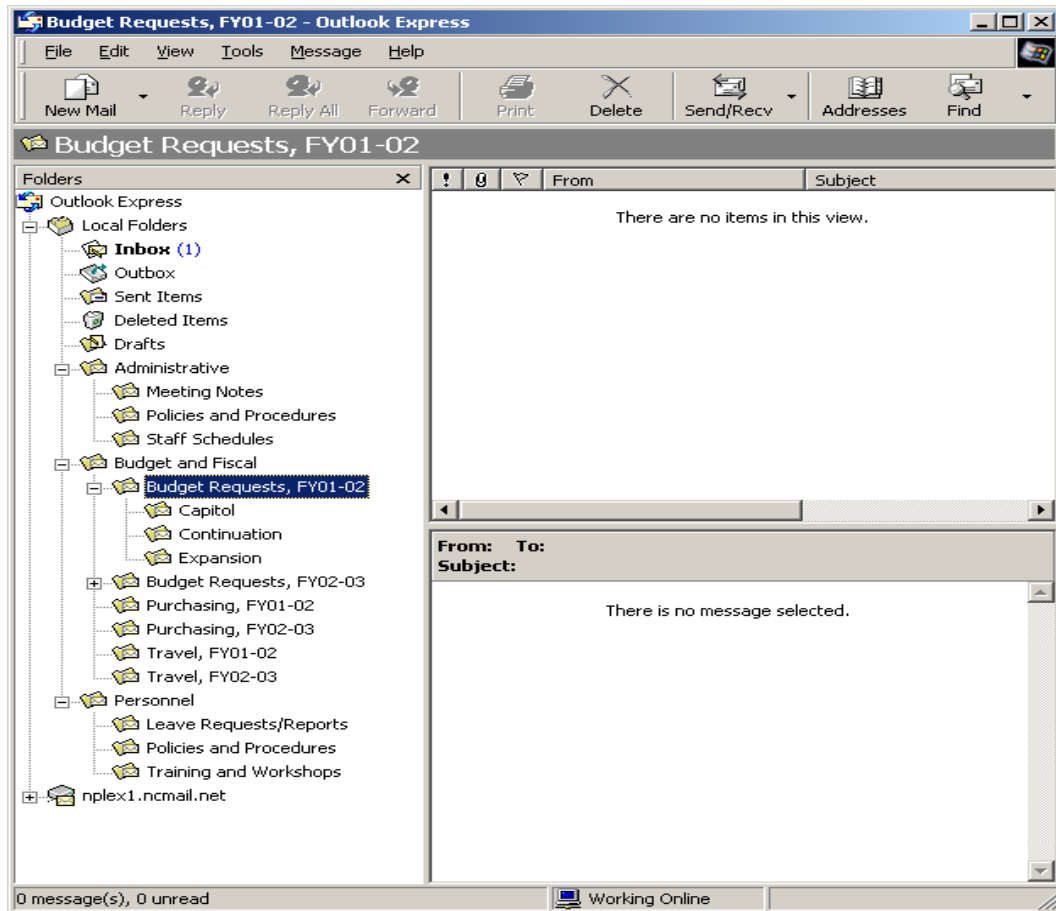 Budget Requests, FY01-02 - Outlook Express
File Edit View Tools Message Help
New Mail Reply Reply All Forward Print Delete Send/Recv Addresses Find
Budget Requests, FY01-02
Folders
! From Subject
Outlook Express
There are no items in this view.
Local Folders
Inbox (1)
Outbox
Sent Items
Deleted Items
Drafts
Administrative
Meeting Notes
Policies and Procedures
Staff Schedules
Budget and Fiscal
Budget Requests, FY01-02
Capitol
Continuation
Expansion
Budget Requests, FY02-03
Purchasing, FY01-02
Purchasing, FY02-03
Travel, FY01-02
Travel, FY02-03
Personnel
Leave Requests/Reports
Policies and Procedures
Training and Workshops
nplex1.ncmail.net
From: To:
Subject:
There is no message selected.
0 message(s), 0 unread
Working Online